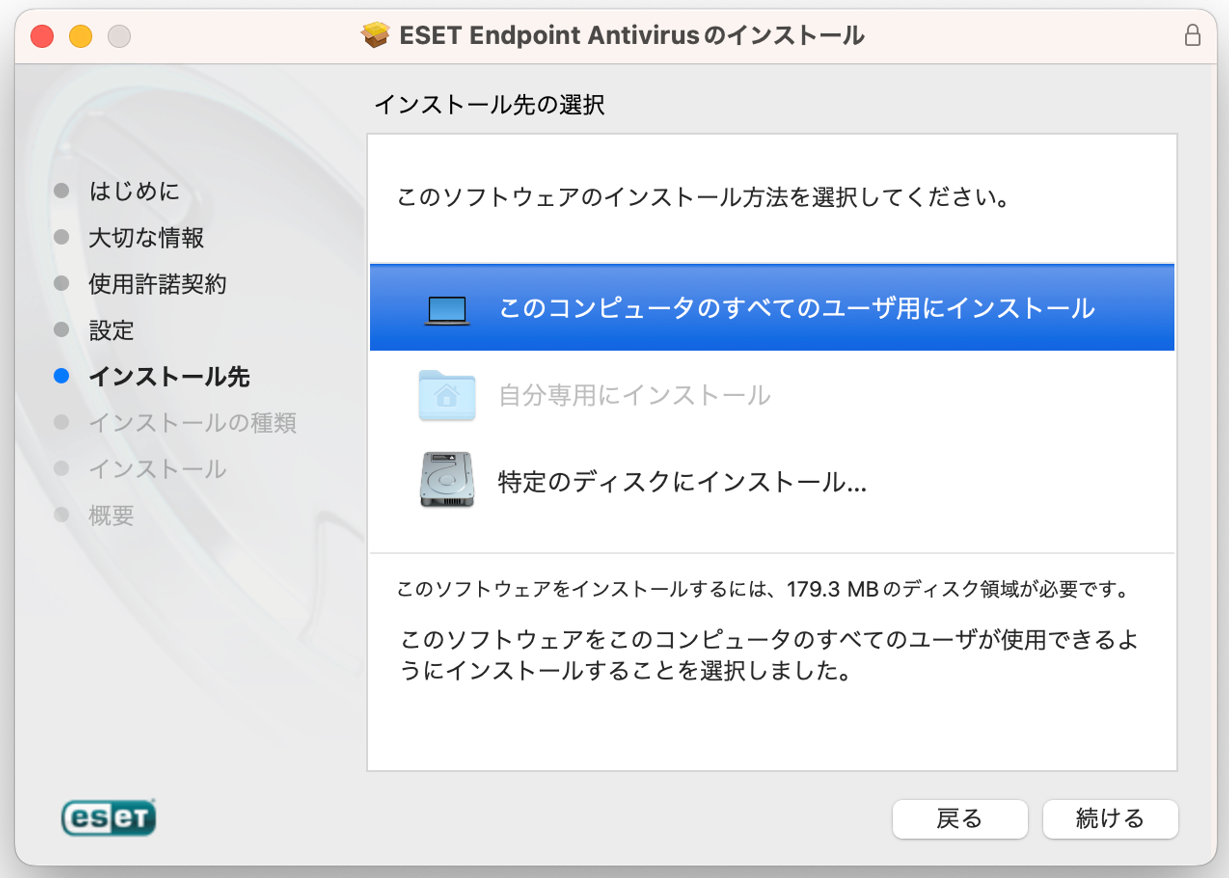 ESET Endpoint Antivirusのインストール
インストール先の選択
はじめに
大切な情報
使用許諾契約
設定
インストール先
インストールの種類
インストール
概要
このソフトウェアのインストール方法を選択してください。
このコンピュータのすべてのユーザ用にインストール
自分専用にインストール
特定のディスクにインストール...
このソフトウェアをインストールするには、179.3 MBのディスク領域が必要です。
このソフトウェアをこのコンピュータのすべてのユーザが使用できるよ
うにインストールすることを選択しました。
eset
戻る
続ける